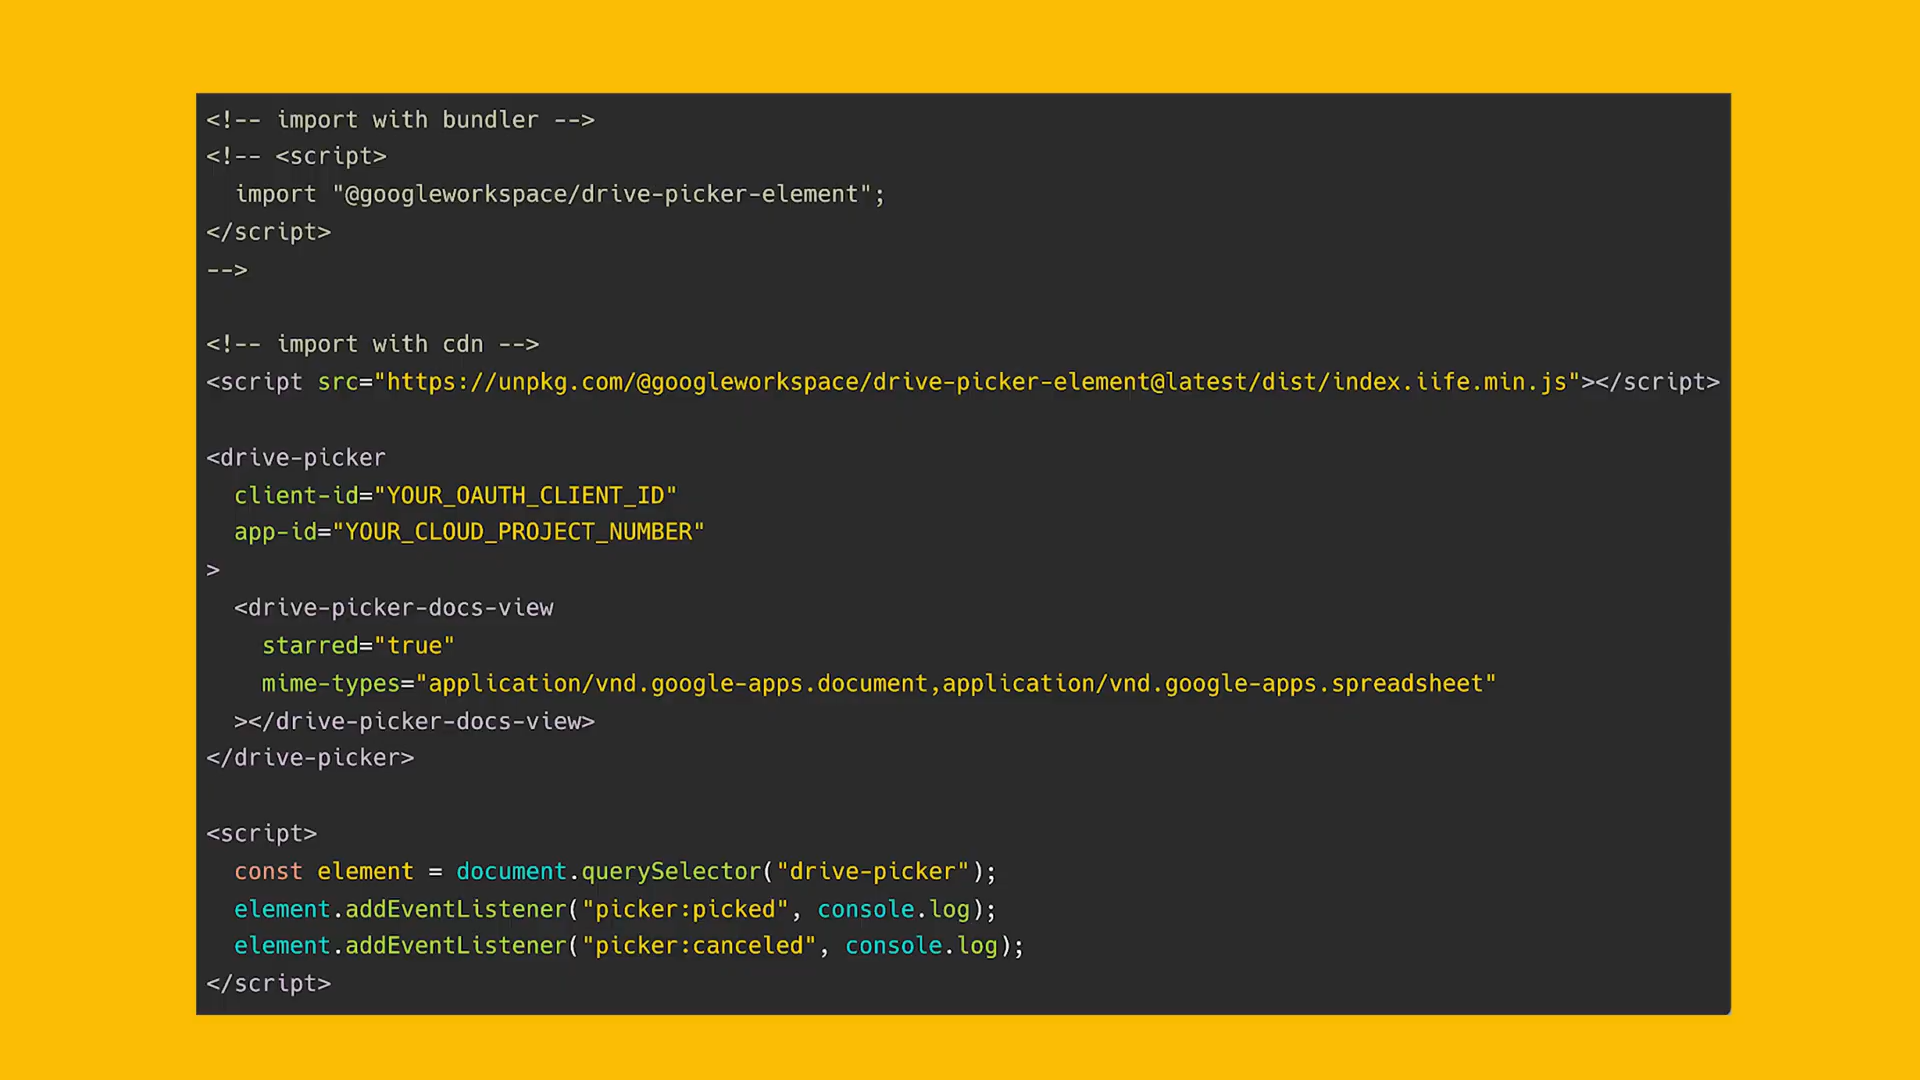 <!-- import with bundler -->
<!-- <script>
  import "@googleworkspace/drive-picker-element";
</script>
-->

<!-- import with cdn -->
<script src="https://unpkg.com/@googleworkspace/drive-picker-element@latest/dist/index.iife.min.js"></script>

<drive-picker
  client-id="YOUR_OAUTH_CLIENT_ID"
  app-id="YOUR_CLOUD_PROJECT_NUMBER"
>
  <drive-picker-docs-view
    starred="true"
    mime-types="application/vnd.google-apps.document,application/vnd.google-apps.spreadsheet"
  ></drive-picker-docs-view>
</drive-picker>

<script>
  const element = document.querySelector("drive-picker");
  element.addEventListener("picker:picked", console.log);
  element.addEventListener("picker:canceled", console.log);
</script>